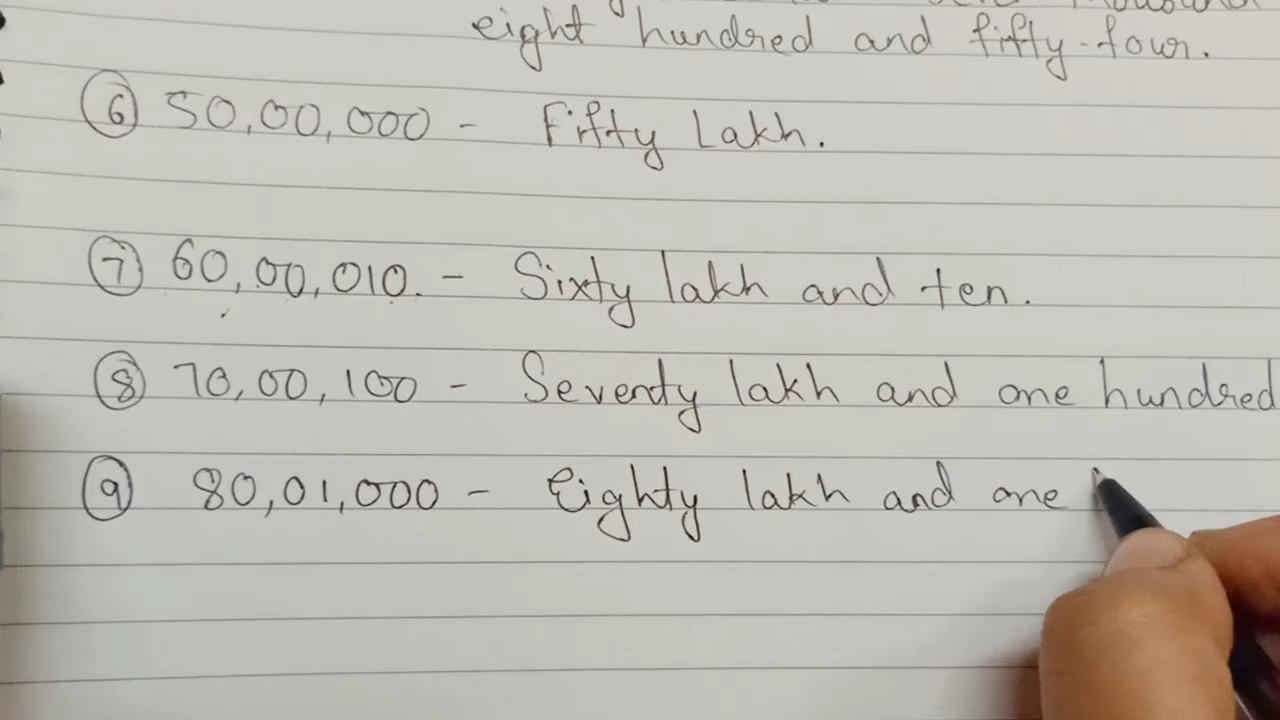 eight hundred and fifty-four.
6 50,00,000 - Fifty Lakh.
7 60,00,010. - Sixty lakh and ten.
8 70,00,100 - Seventy lakh and one hundred
9 80,01,000 - Eighty lakh and one